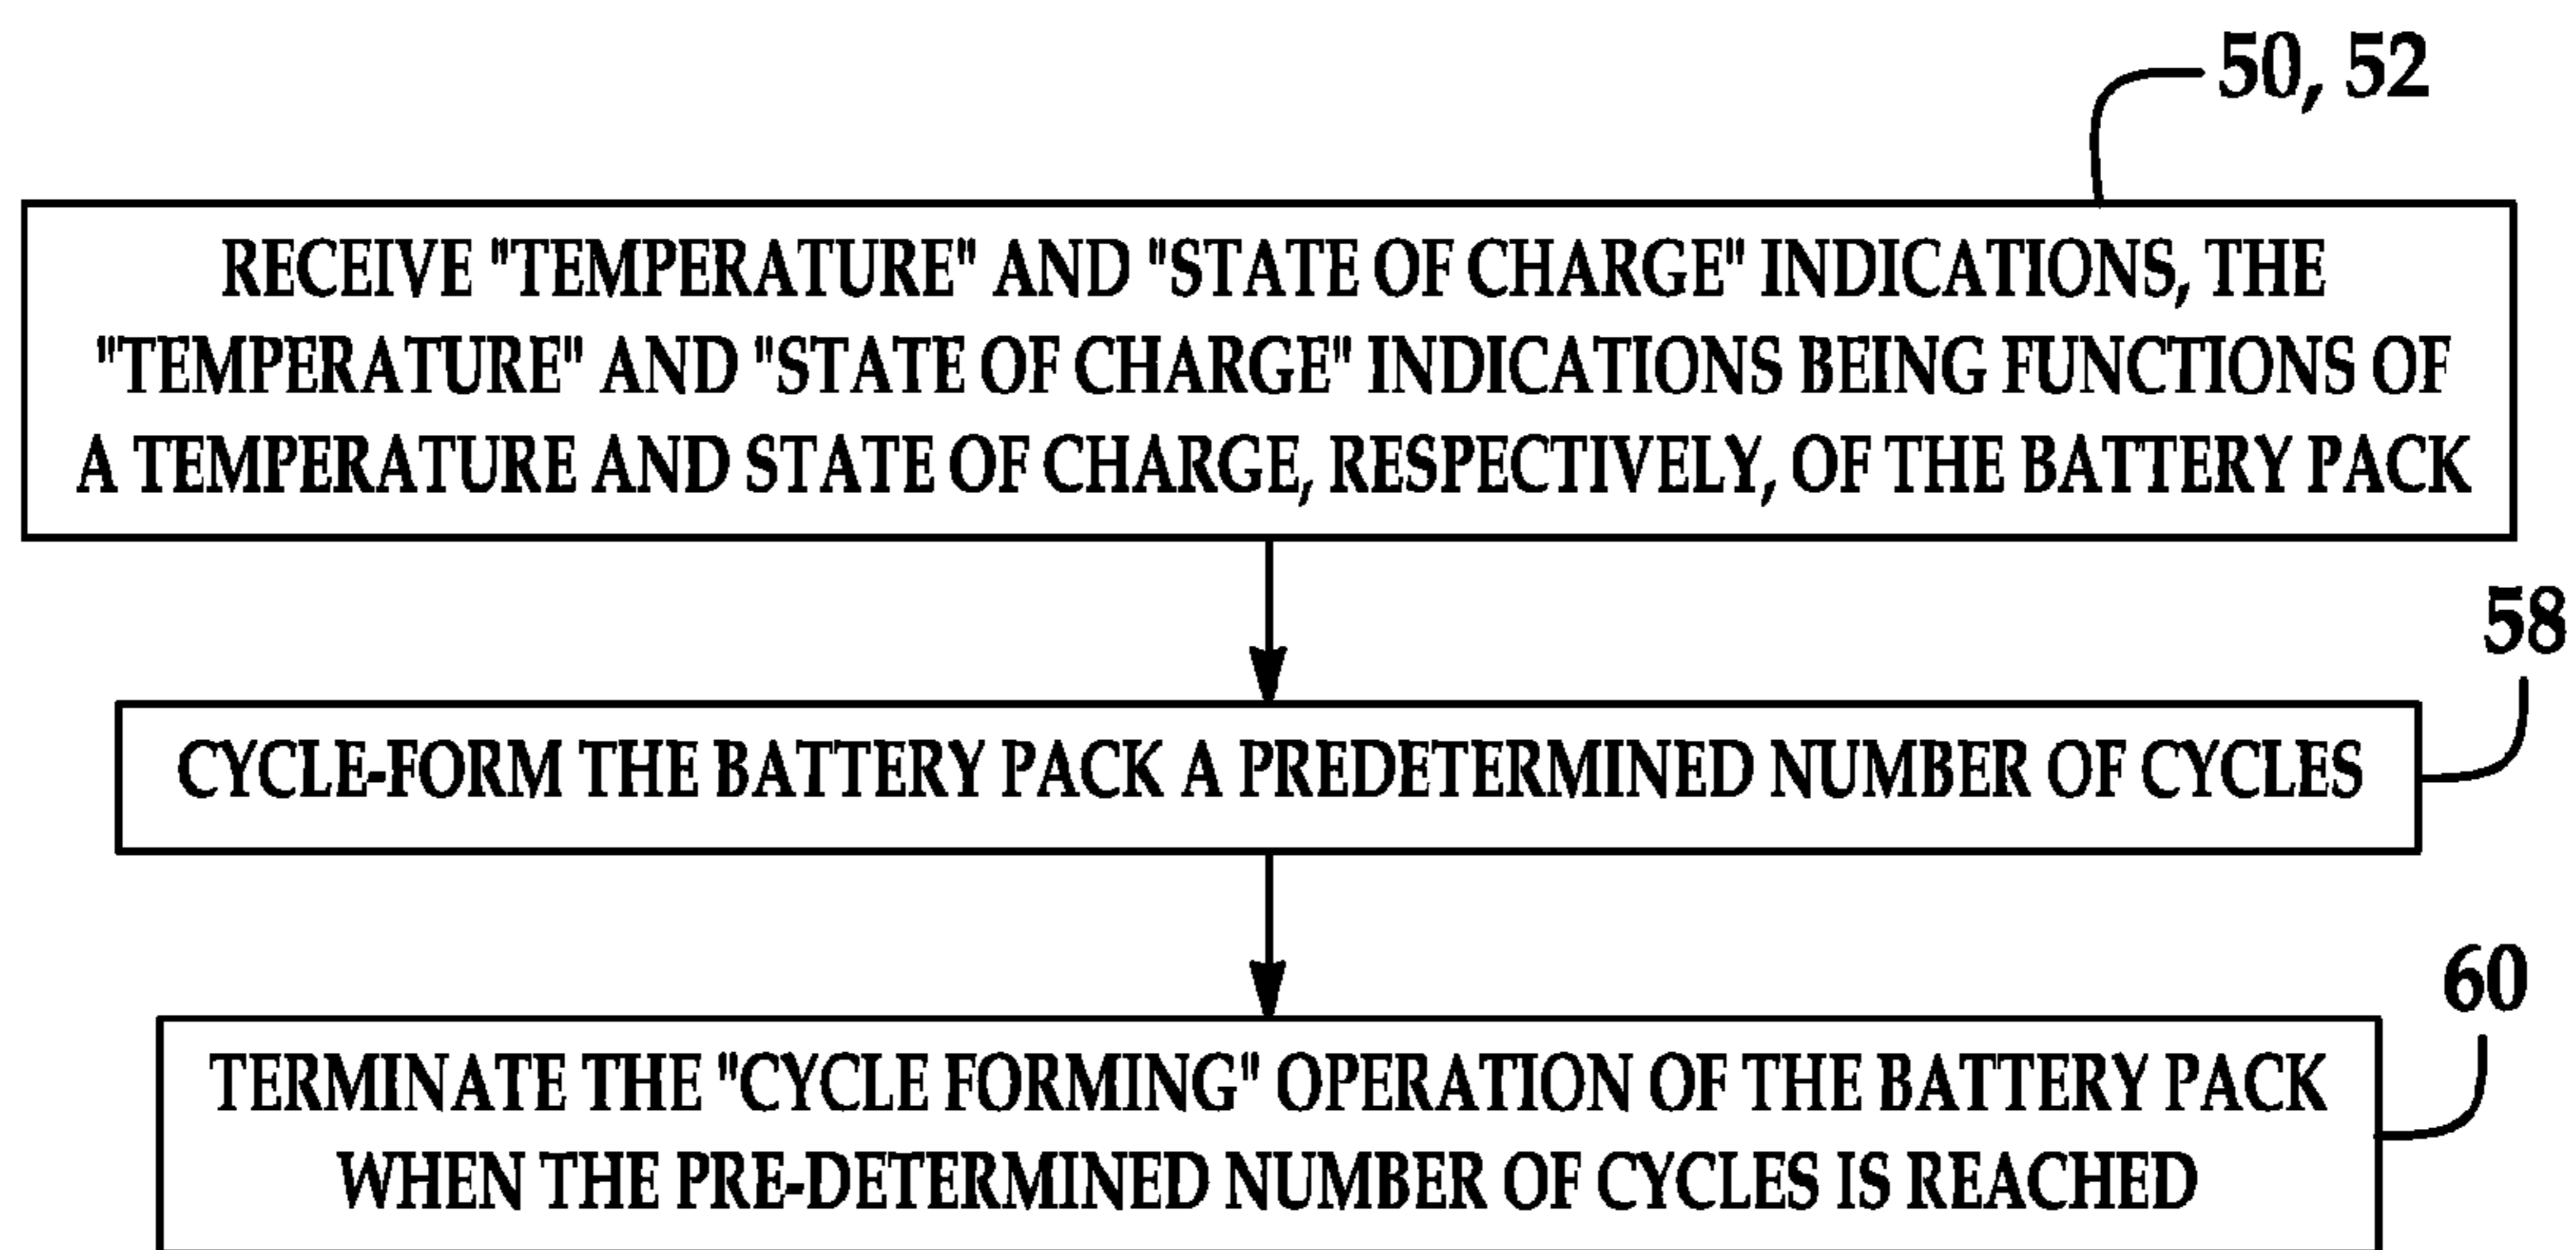 50, 52
RECEIVE "TEMPERATURE" AND "STATE OF CHARGE" INDICATIONS, THE
"TEMPERATURE" AND "STATE OF CHARGE" INDICATIONS BEING FUNCTIONS OF
A TEMPERATURE AND STATE OF CHARGE, RESPECTIVELY, OF THE BATTERY PACK
58
CYCLE-FORM THE BATTERY PACK A PREDETERMINED NUMBER OF CYCLES
60
TERMINATE THE "CYCLE FORMING" OPERATION OF THE BATTERY PACK
WHEN THE PRE-DETERMINED NUMBER OF CYCLES IS REACHED